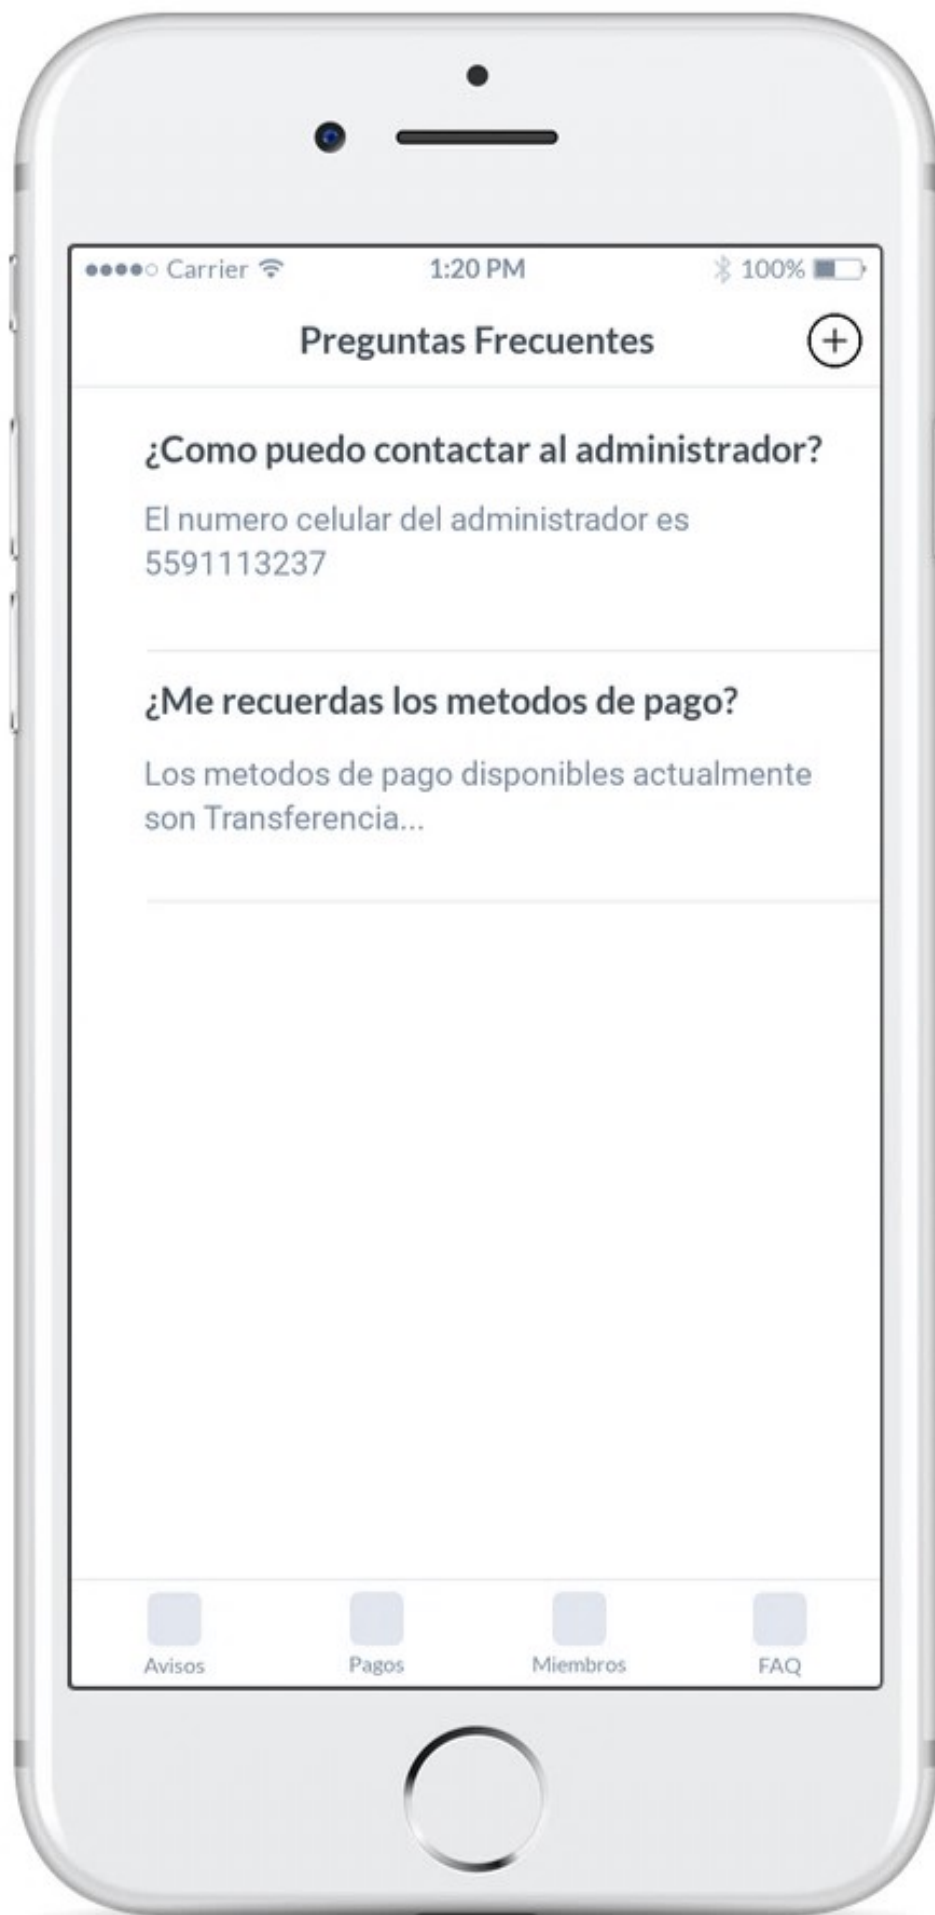 Carrier 1:20 PM 100%
Preguntas Frecuentes
¿Como puedo contactar al administrador?
El numero celular del administrador es
5591113237
¿Me recuerdas los metodos de pago?
Los metodos de pago disponibles actualmente
son Transferencia...
Avisos Pagos Miembros FAQ